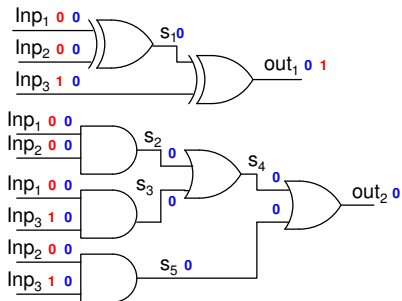 Inp1 0 0
s1 0
Inp2 0 0
Inp3 1 0
out1 0 1
Inp1 0 0
Inp2 0 0
s2
0
s4
0
Inp1 0 0
s3
0
out2 0
Inp3 1 0
0
Inp2 0 0
s5 0
Inp3 1 0